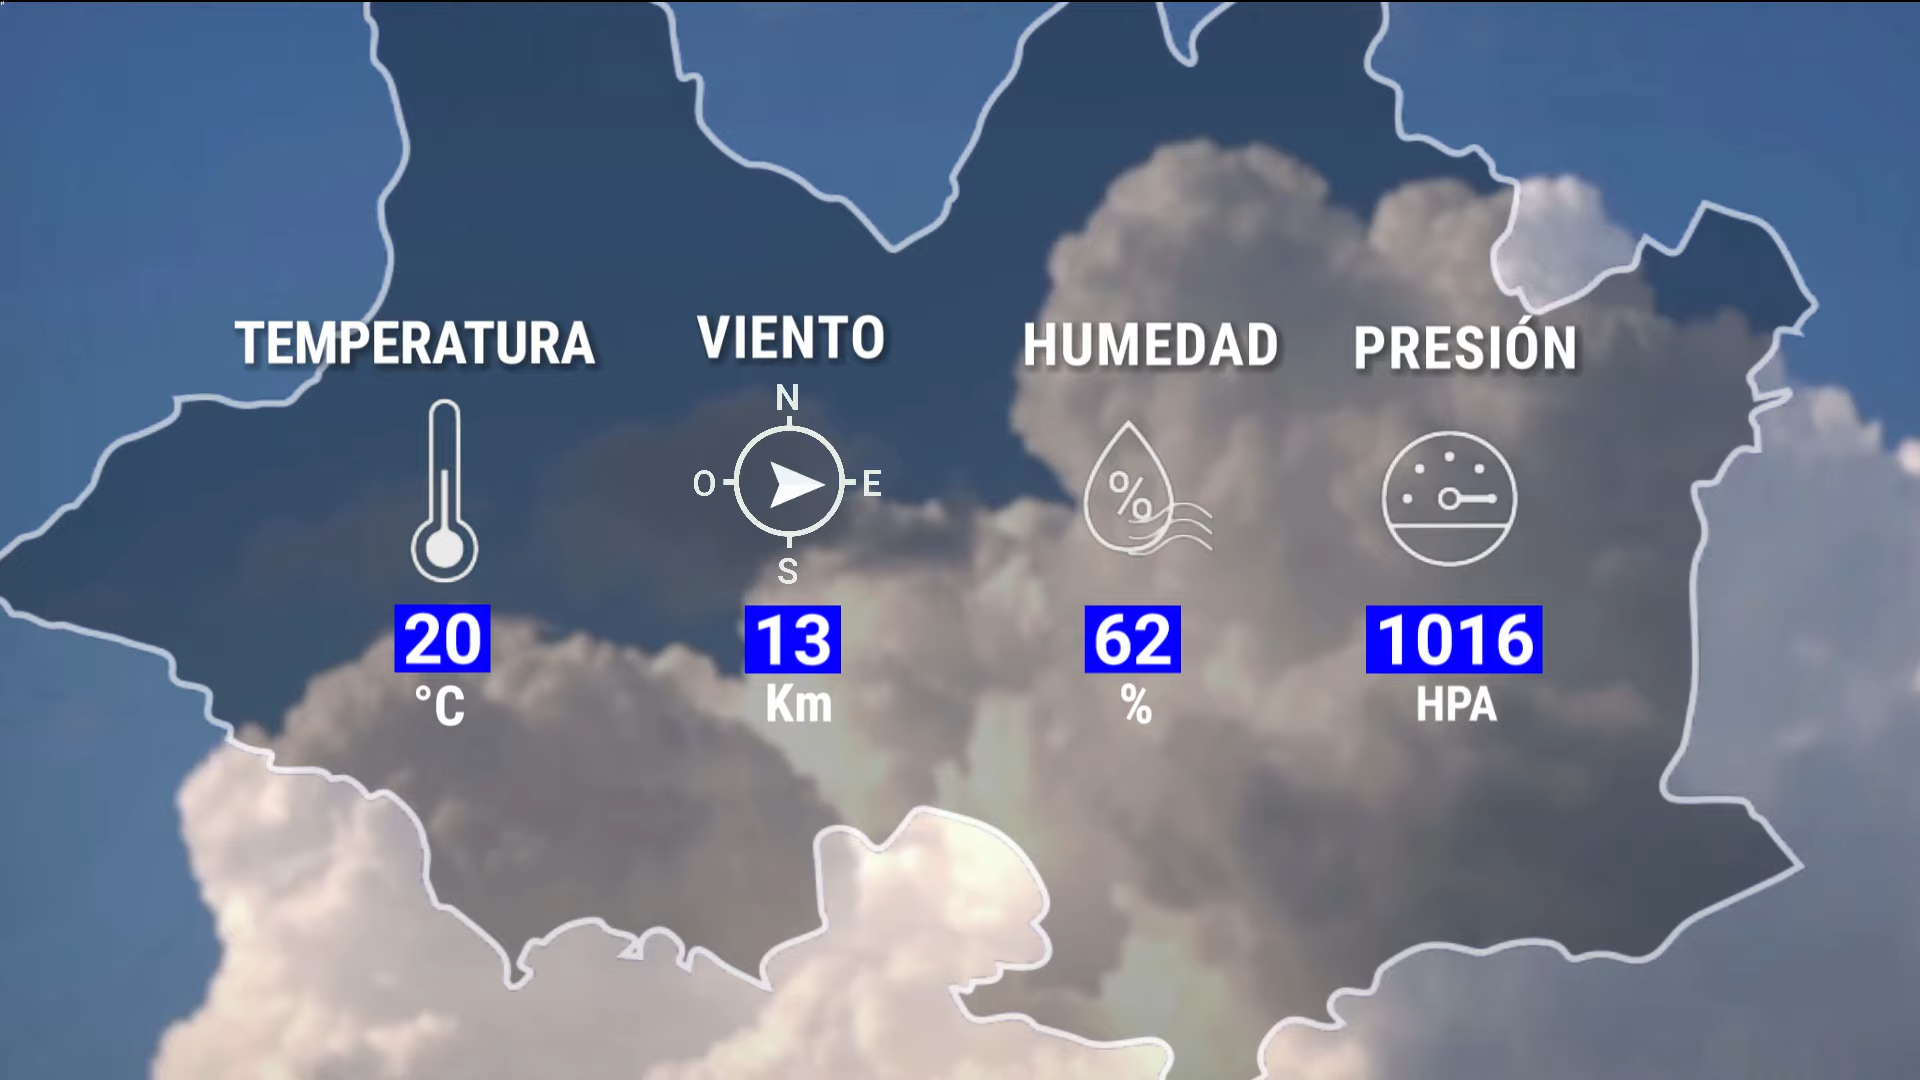 TEMPERATURA
20
°C
VIENTO
N
O E
S
13
Km
HUMEDAD
%
62
%
PRESIÓN
1016
HPA